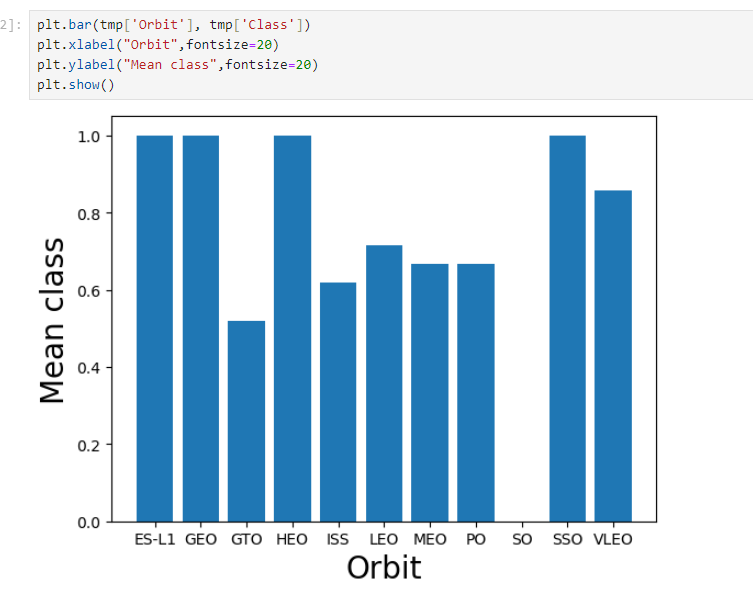 2]:
plt.bar(tmp['Orbit'], tmp['Class'])
plt.xlabel("Orbit",fontsize=20)
plt.ylabel("Mean class",fontsize=20)
plt.show()
1.0
0.8
0.6
0.4
0.2
0.0
Mean class
ES-L1 GEO GTO HEO ISS LEO MEO PO SO SSO VLEO
Orbit